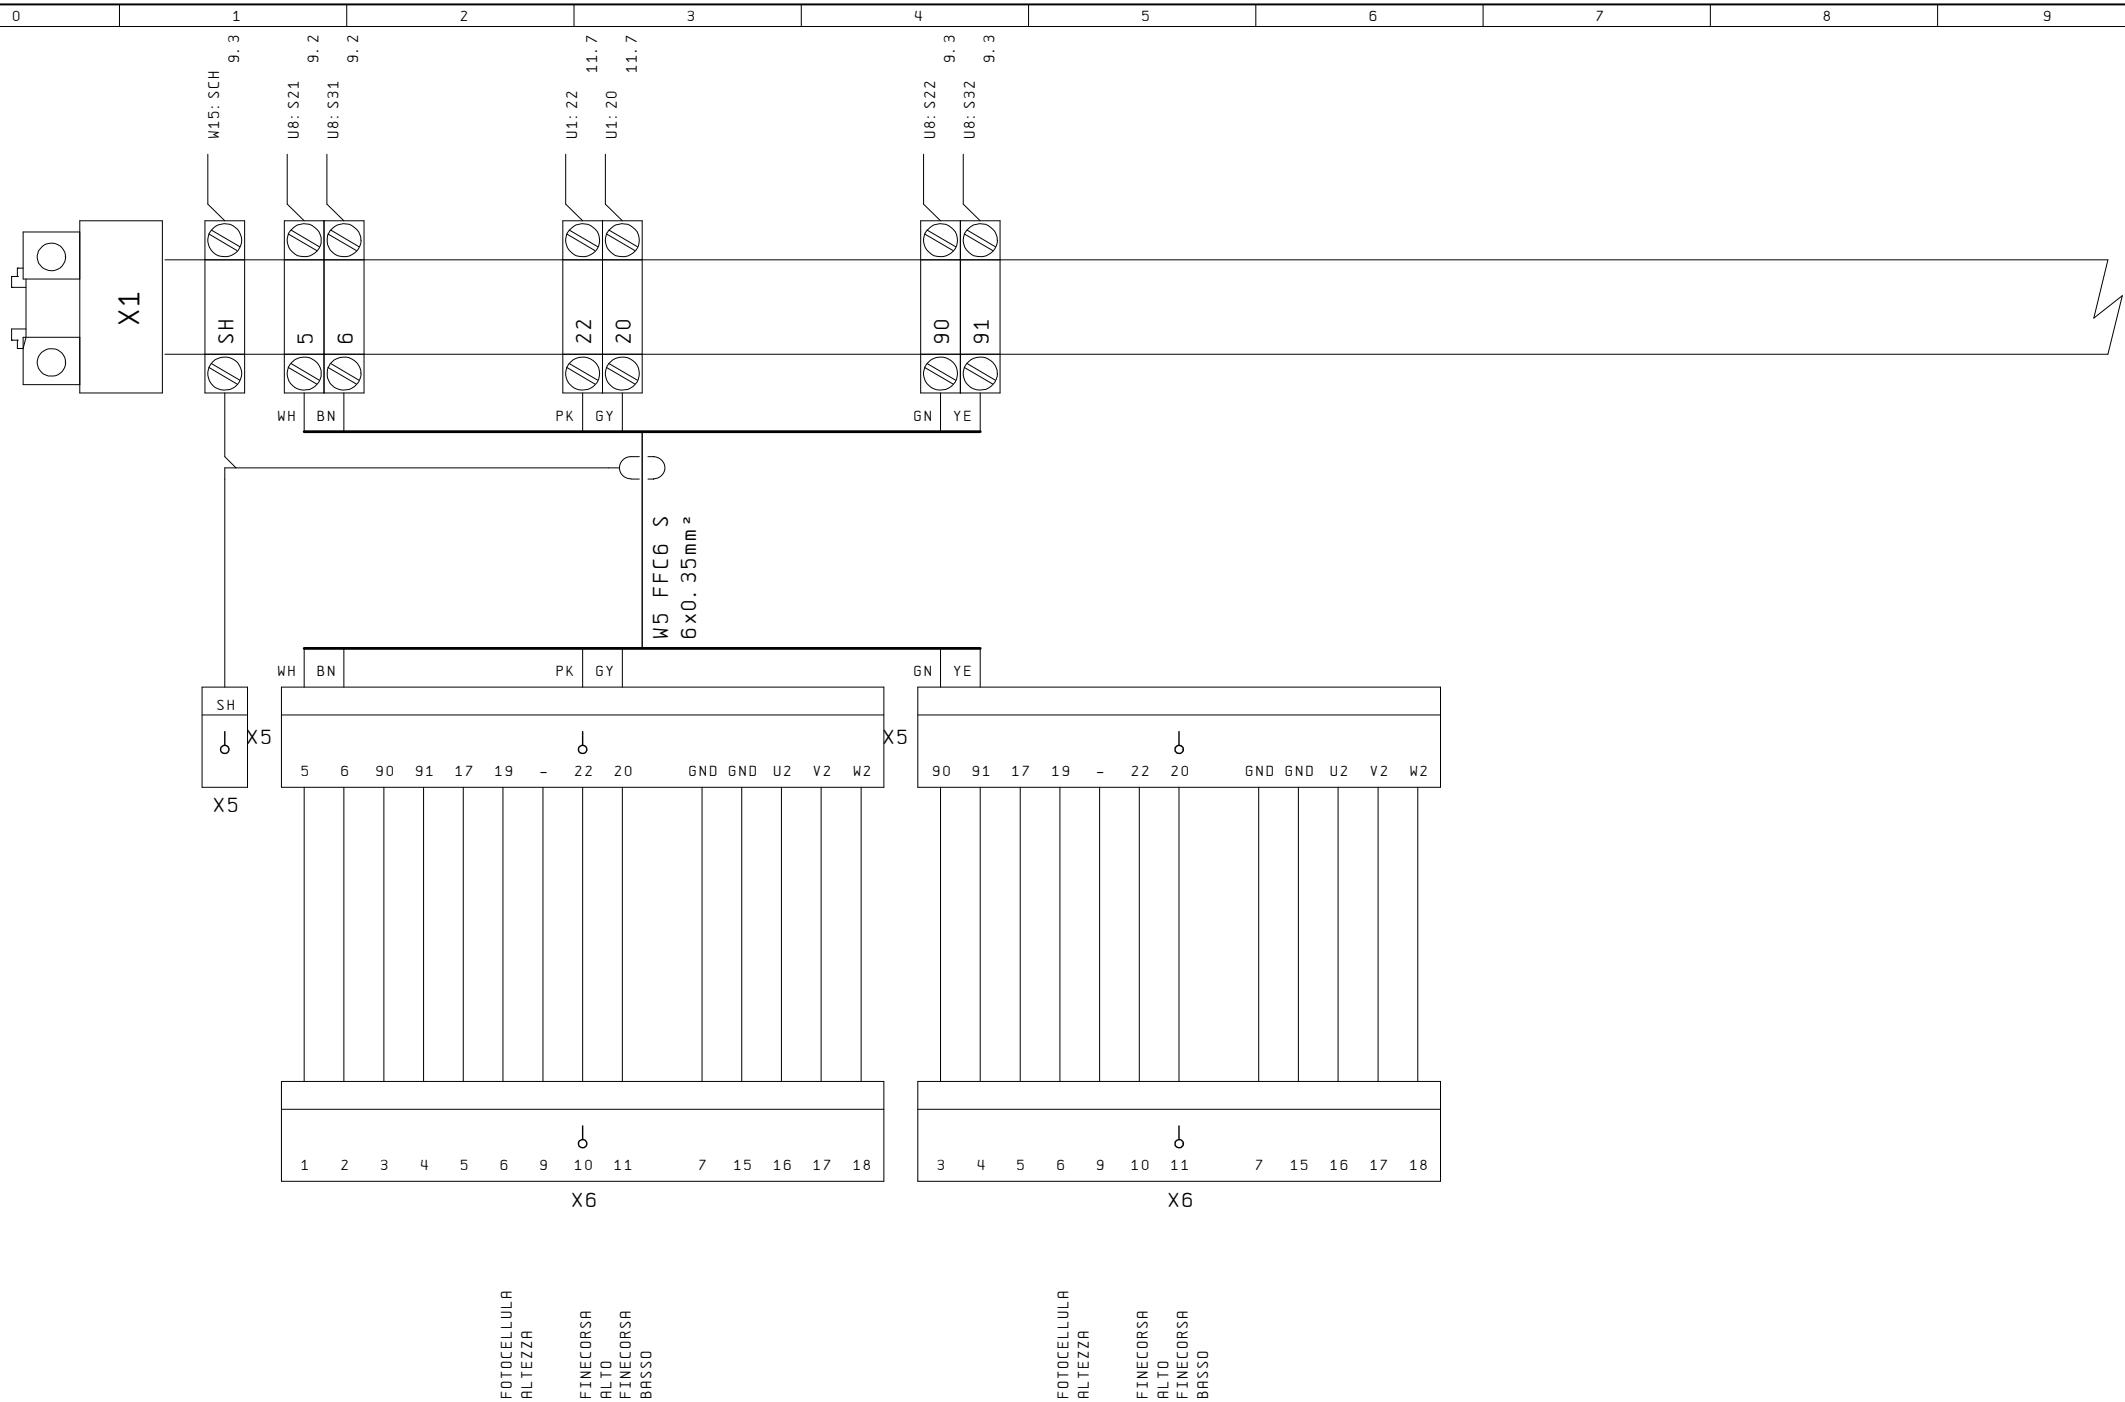 0 1 2 3 4 5 6 7 8 9
W15:SCH 9.3
U8:S21 9.2
U8:S31 9.2
U1:22 11.7
U1:20 11.7
U8:S22 9.3
U8:S32 9.3
X1
SH 5 6 22 20 90 91
WH BN PK GY GN YE
W5 FFC6 S
6x0.35mm²
WH BN PK GY GN YE
SH
X5
X5
X5
5 6 90 91 17 19 - 22 20 GND GND U2 V2 W2
90 91 17 19 - 22 20 GND GND U2 V2 W2
1 2 3 4 5 6 9 10 11 7 15 16 17 18
X6
3 4 5 6 9 10 11 7 15 16 17 18
X6
FOTOCELLULA
ALTEZZA
FINECORSA
ALTO
FINECORSA
BASSO
FOTOCELLULA
ALTEZZA
FINECORSA
ALTO
FINECORSA
BASSO